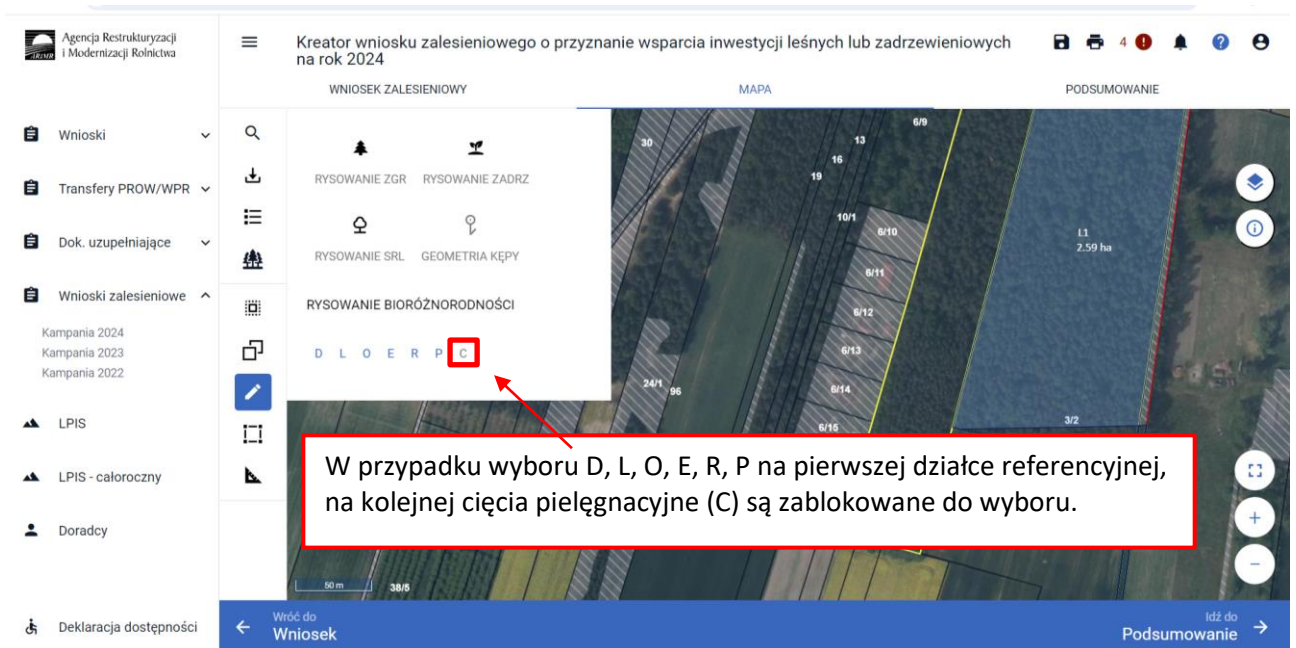 Agencja Restrukturyzacji
i Modernizacji Rolnictwa
ARiMR
Kreator wniosku zalesieniowego o przyznanie wsparcia inwestycji leśnych lub zadrzewieniowych
na rok 2024
4
WNIOSEK ZALESIENIOWY
MAPA
PODSUMOWANIE
Wnioski
Transfery PROW/WPR
Dok. uzupełniające
Wnioski zalesieniowe
Kampania 2024
Kampania 2023
Kampania 2022
LPIS
LPIS - całoroczny
Doradcy
Deklaracja dostępności
RYSOWANIE ZGR
RYSOWANIE ZADRZ
RYSOWANIE SRL
GEOMETRIA KĘPY
RYSOWANIE BIORÓŻNORODNOŚCI
D L O E R P C
30
6/9
13
16
19
10/1
6/10
6/11
6/12
6/13
24/1
96
6/14
6/15
L1
2.59 ha
3/2
W przypadku wyboru D, L, O, E, R, P na pierwszej działce referencyjnej,
na kolejnej cięcia pielęgnacyjne (C) są zablokowane do wyboru.
50 m
38/5
Wróć do
Wniosek
Idź do
Podsumowanie